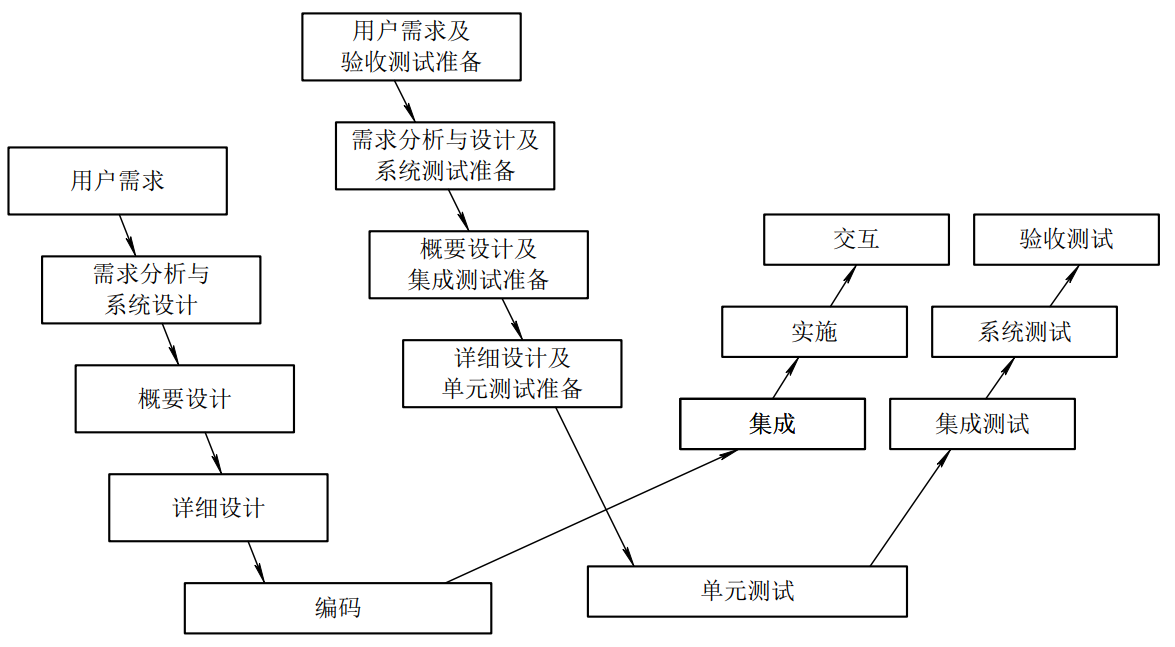 用户需求及
验收测试准备
需求分析与设计及
系统测试准备
用户需求
概要设计及
集成测试准备
交互
验收测试
需求分析与
系统设计
实施
系统测试
详细设计及
单元测试准备
概要设计
集成
集成测试
详细设计
单元测试
编码